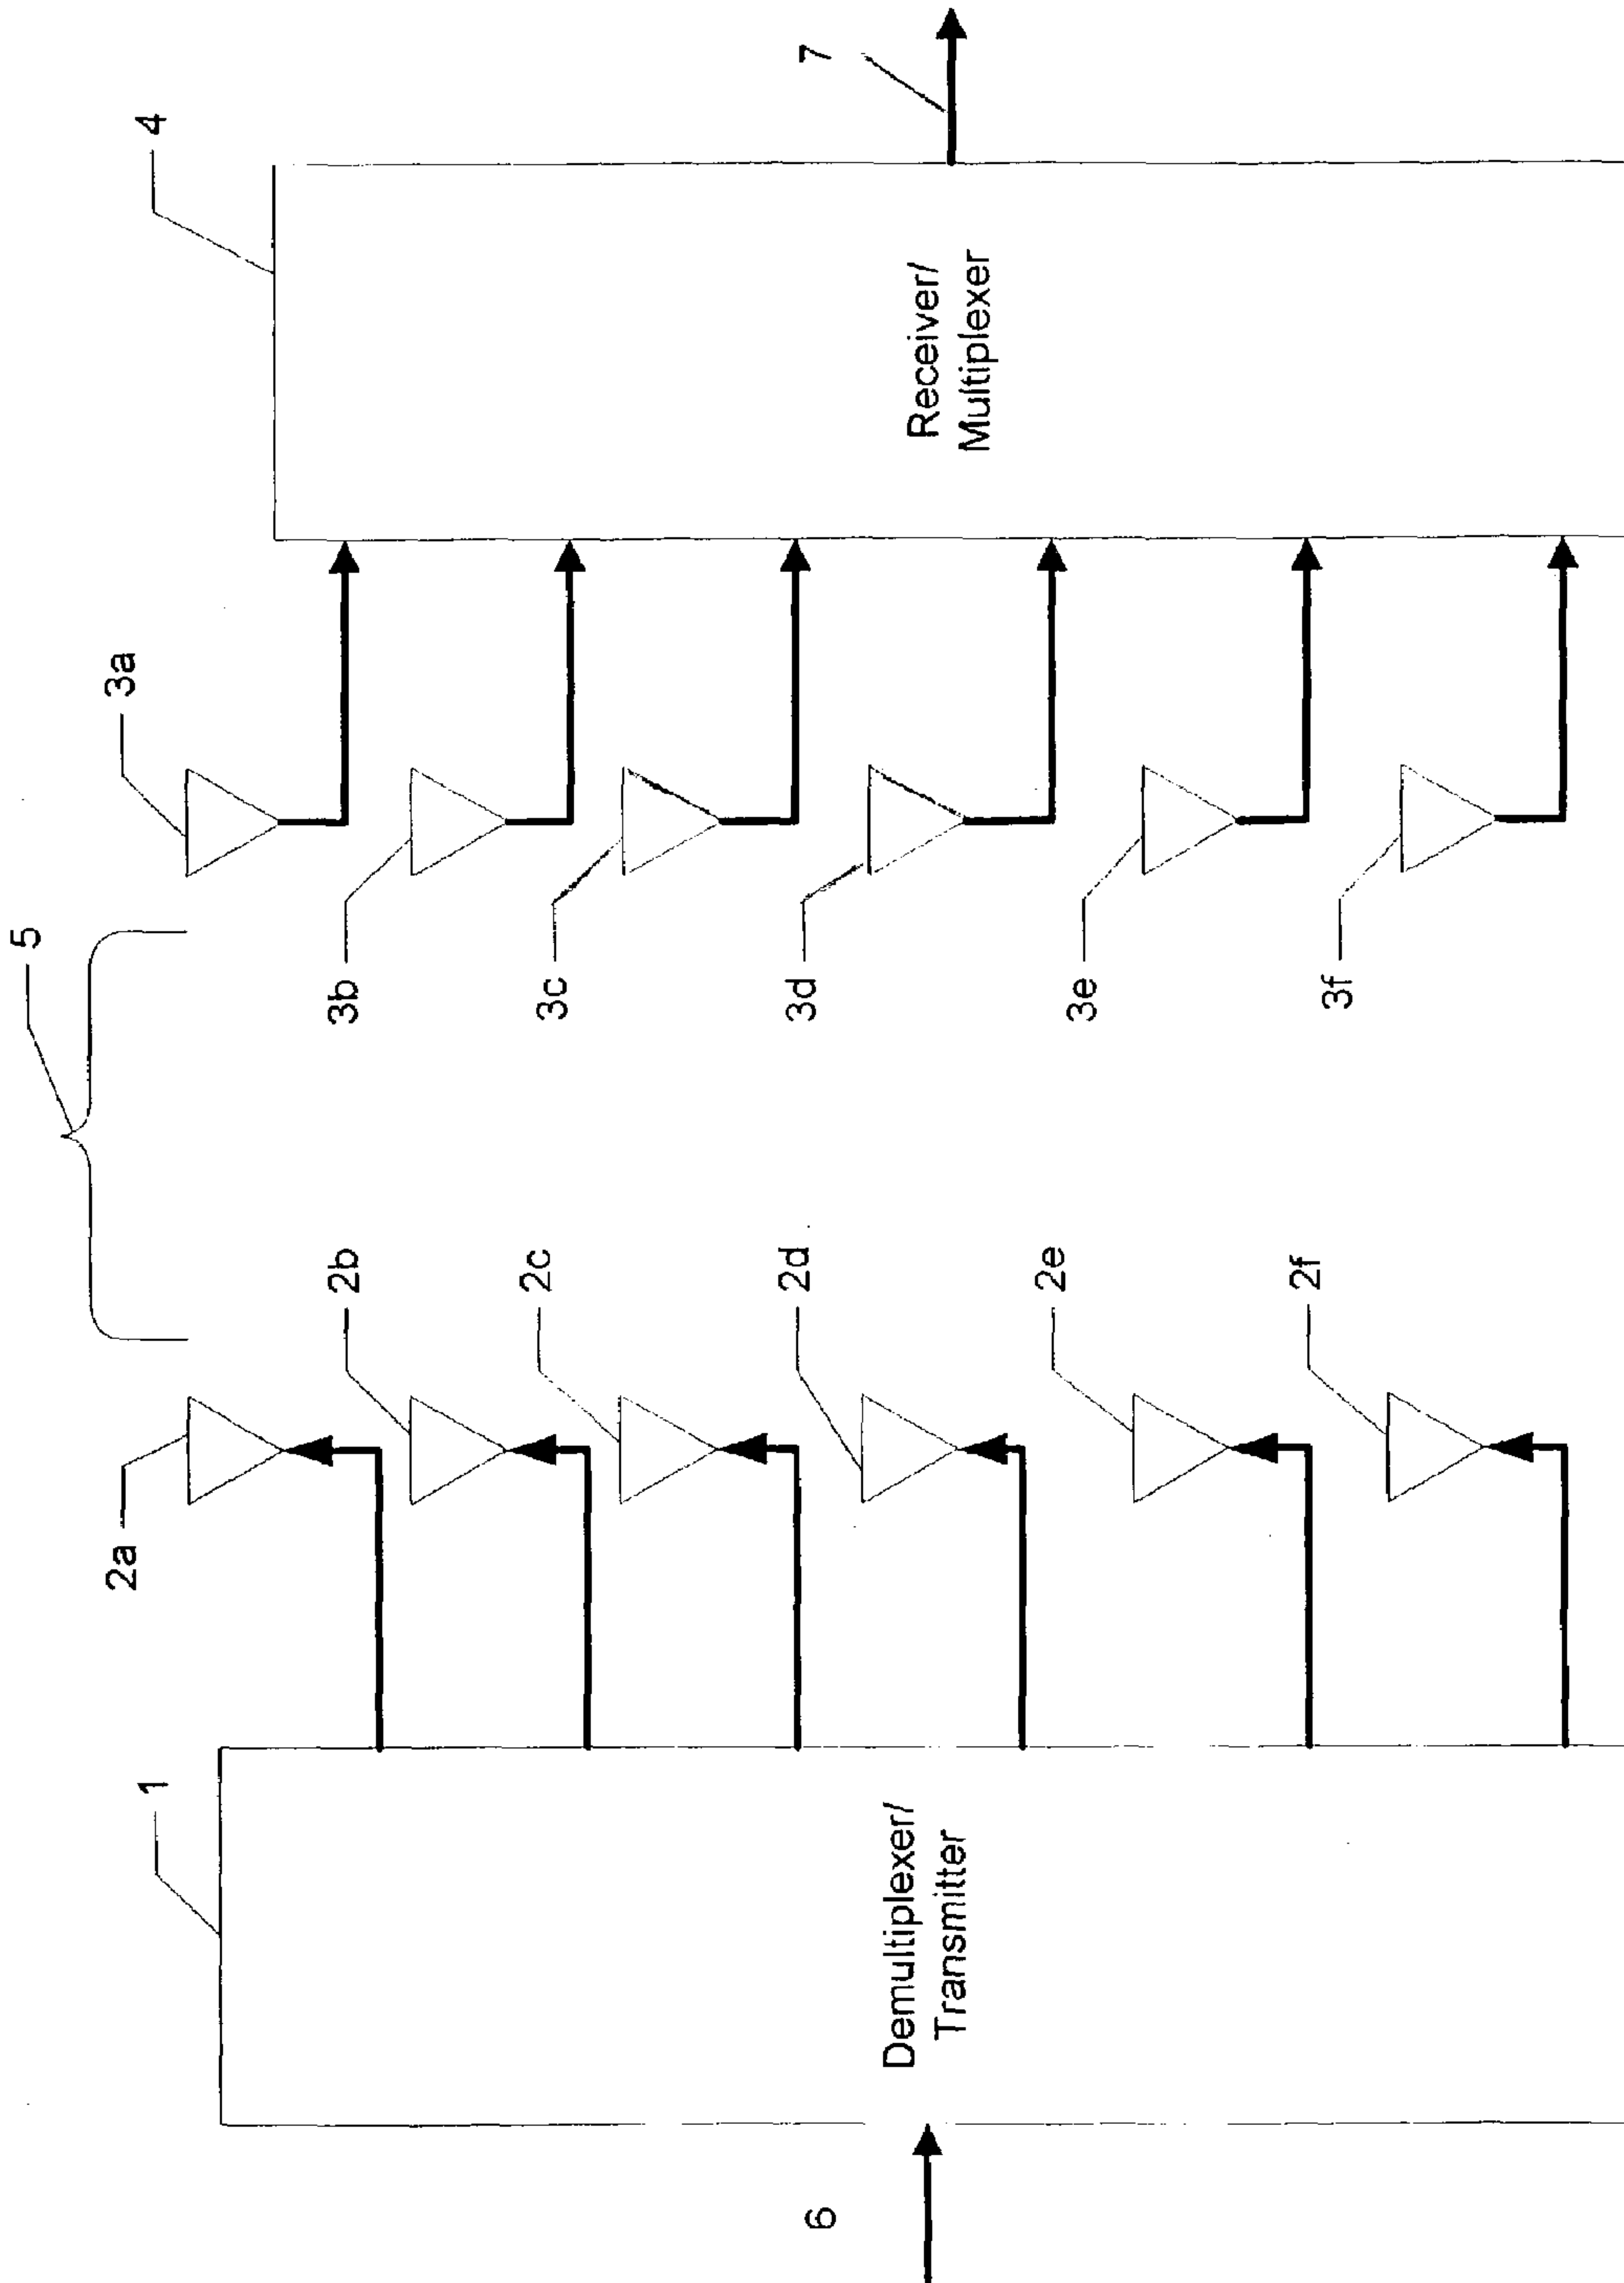 5
1
2a
2b
2c
2d
2e
2f
3a
3b
3c
3d
3e
3f
4
6
7
Demultiplexer/
Transmitter
Receiver/
Multiplexer